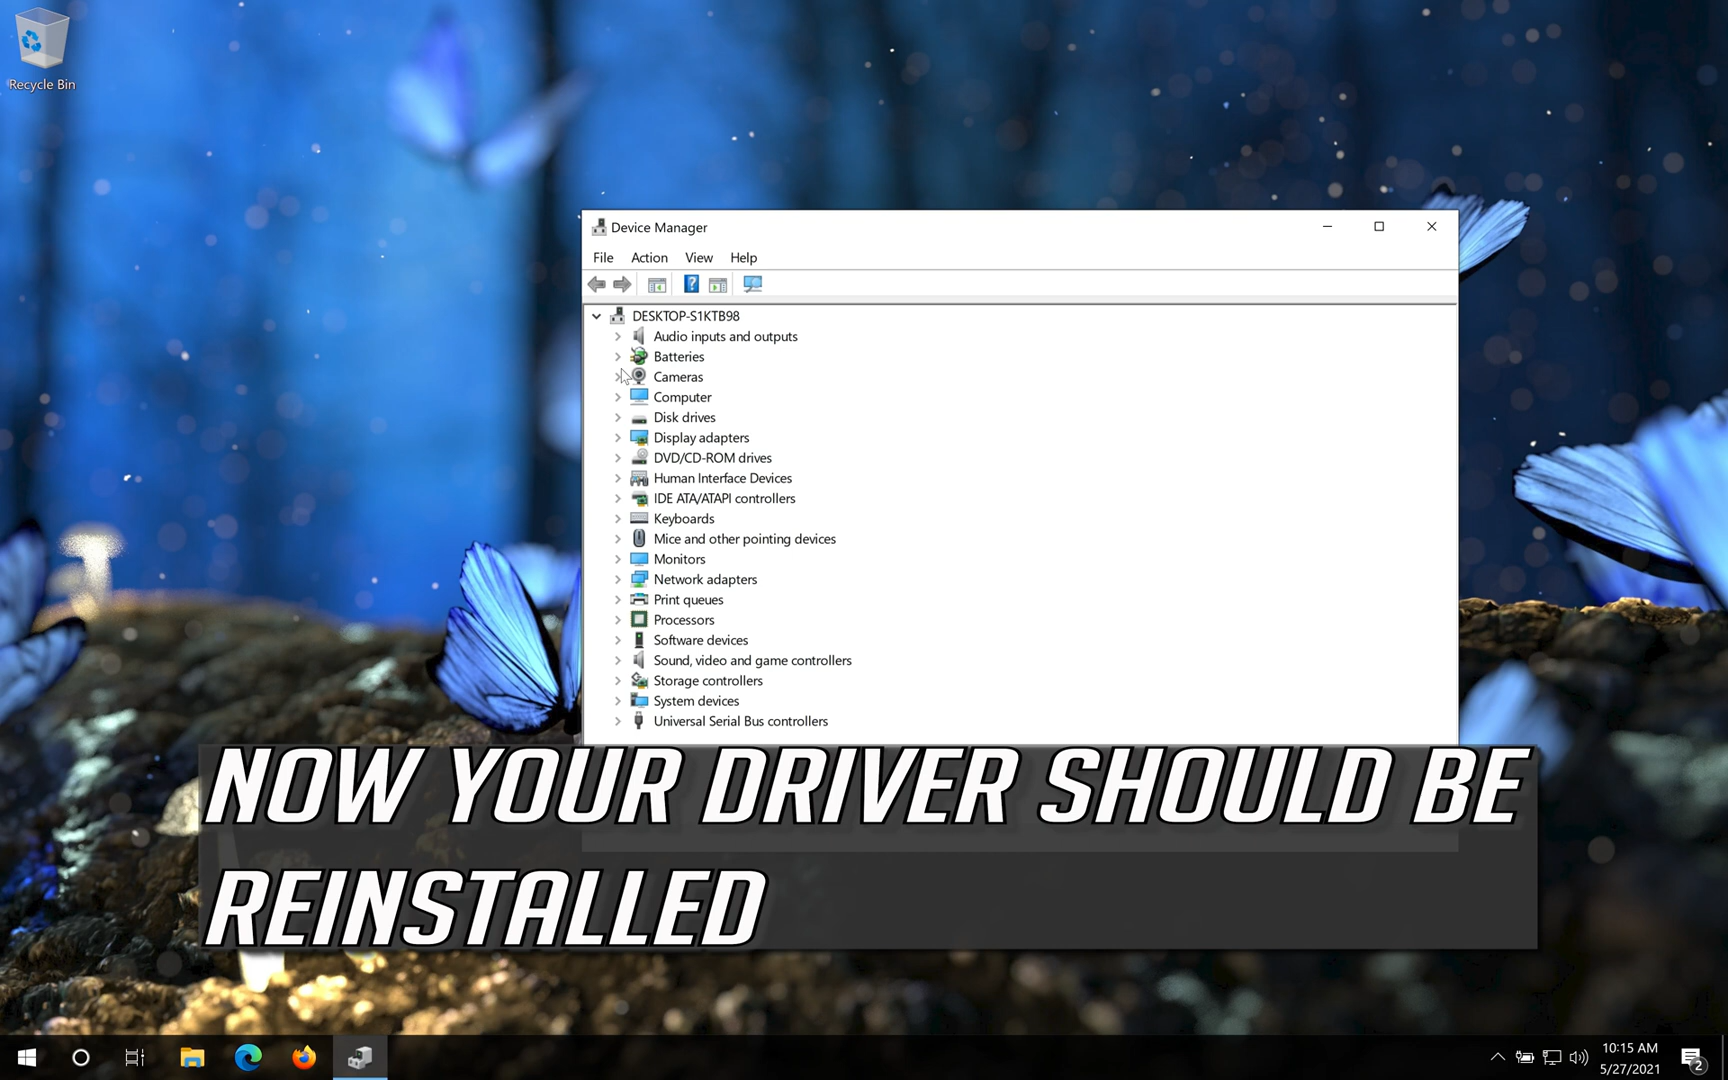 Recycle Bin
Device Manager
File Action View Help
DESKTOP-S1KTB98
Audio inputs and outputs
Batteries
Cameras
Computer
Disk drives
Display adapters
DVD/CD-ROM drives
Human Interface Devices
IDE ATA/ATAPI controllers
Keyboards
Mice and other pointing devices
Monitors
Network adapters
Print queues
Processors
Software devices
Sound, video and game controllers
Storage controllers
System devices
Universal Serial Bus controllers
NOW YOUR DRIVER SHOULD BE
REINSTALLED
10:15 AM
5/27/2021
2